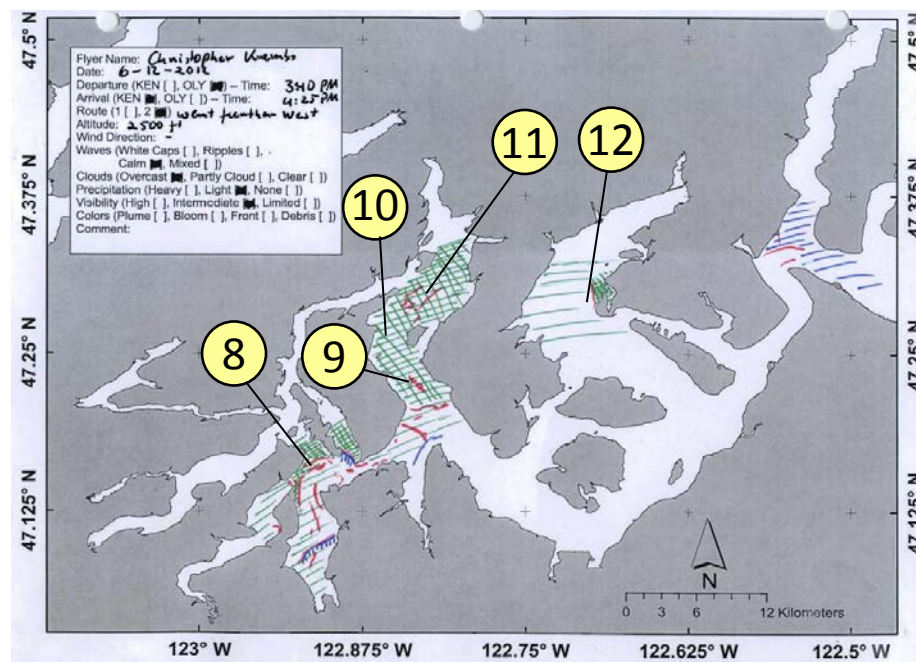 Flyer Name: Christopher Krembs
Date: 6-12-2012
Departure (KEN [ ], OLY [■]) – Time: 3:40 PM
Arrival (KEN [■], OLY [ ]) – Time: 4:25 PM
Route (1 [ ], 2 [■]) went further West
Altitude: 2500 ft
Wind Direction: -
Waves (White Caps [ ], Ripples [ ],
Calm [■], Mixed [ ])
Clouds (Overcast [■], Partly Cloud [ ], Clear [ ])
Precipitation (Heavy [ ], Light [■], None [ ])
Visibility (High [ ], Intermediate [■], Limited [ ])
Colors (Plume [ ], Bloom [ ], Front [ ], Debris [ ])
Comment:
47.5° N
47.375° N
47.25° N
47.125° N
47.5° N
47.375° N
47.25° N
47.125° N
11
12
10
8
9
N
0 3 6 12 Kilometers
123° W
122.875° W
122.75° W
122.625° W
122.5° W